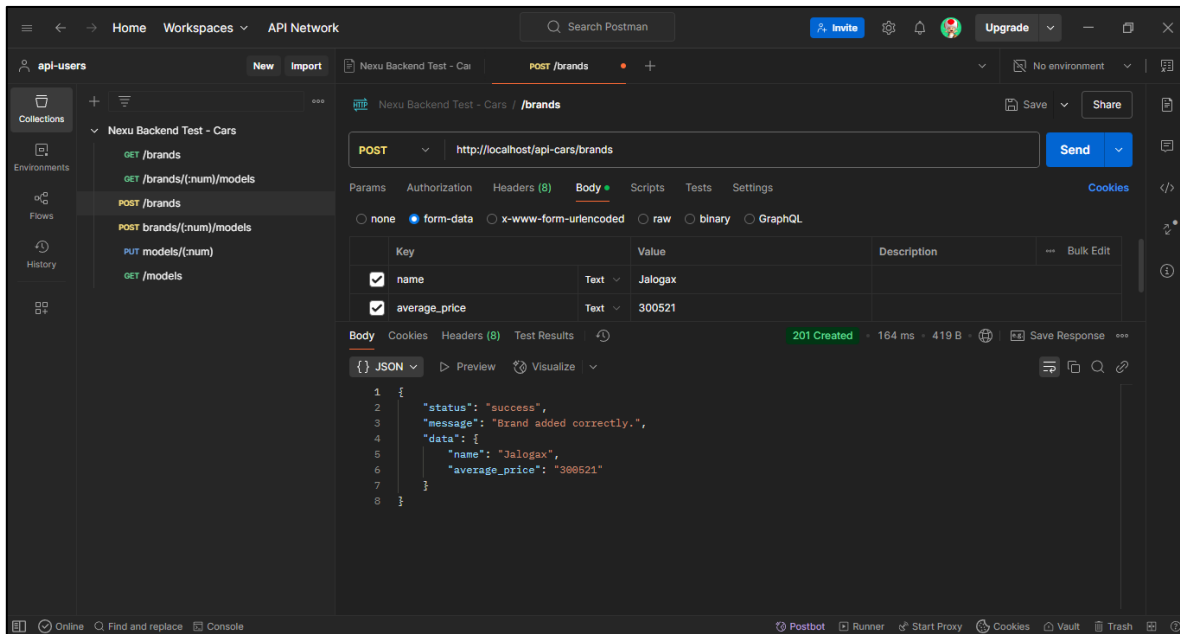 Home Workspaces API Network Search Postman Invite Upgrade
api-users New Import Nexu Backend Test - Car POST /brands No environment
Collections
Environments
Flows
History
Nexu Backend Test - Cars
GET /brands
GET /brands/(:num)/models
POST /brands
POST brands/(:num)/models
PUT models/(:num)
GET /models
HTTP Nexu Backend Test - Cars / /brands Save Share
POST http://localhost/api-cars/brands Send
Params Authorization Headers (8) Body Scripts Tests Settings Cookies
none form-data x-www-form-urlencoded raw binary GraphQL
Key Value Description Bulk Edit
name Text Jalogax
average_price Text 300521
Body Cookies Headers (8) Test Results 201 Created 164 ms 419 B Save Response
{} JSON Preview Visualize
1 {
2 "status": "success",
3 "message": "Brand added correctly.",
4 "data": {
5 "name": "Jalogax",
6 "average_price": "300521"
7 }
8 }
Online Find and replace Console Postbot Runner Start Proxy Cookies Vault Trash